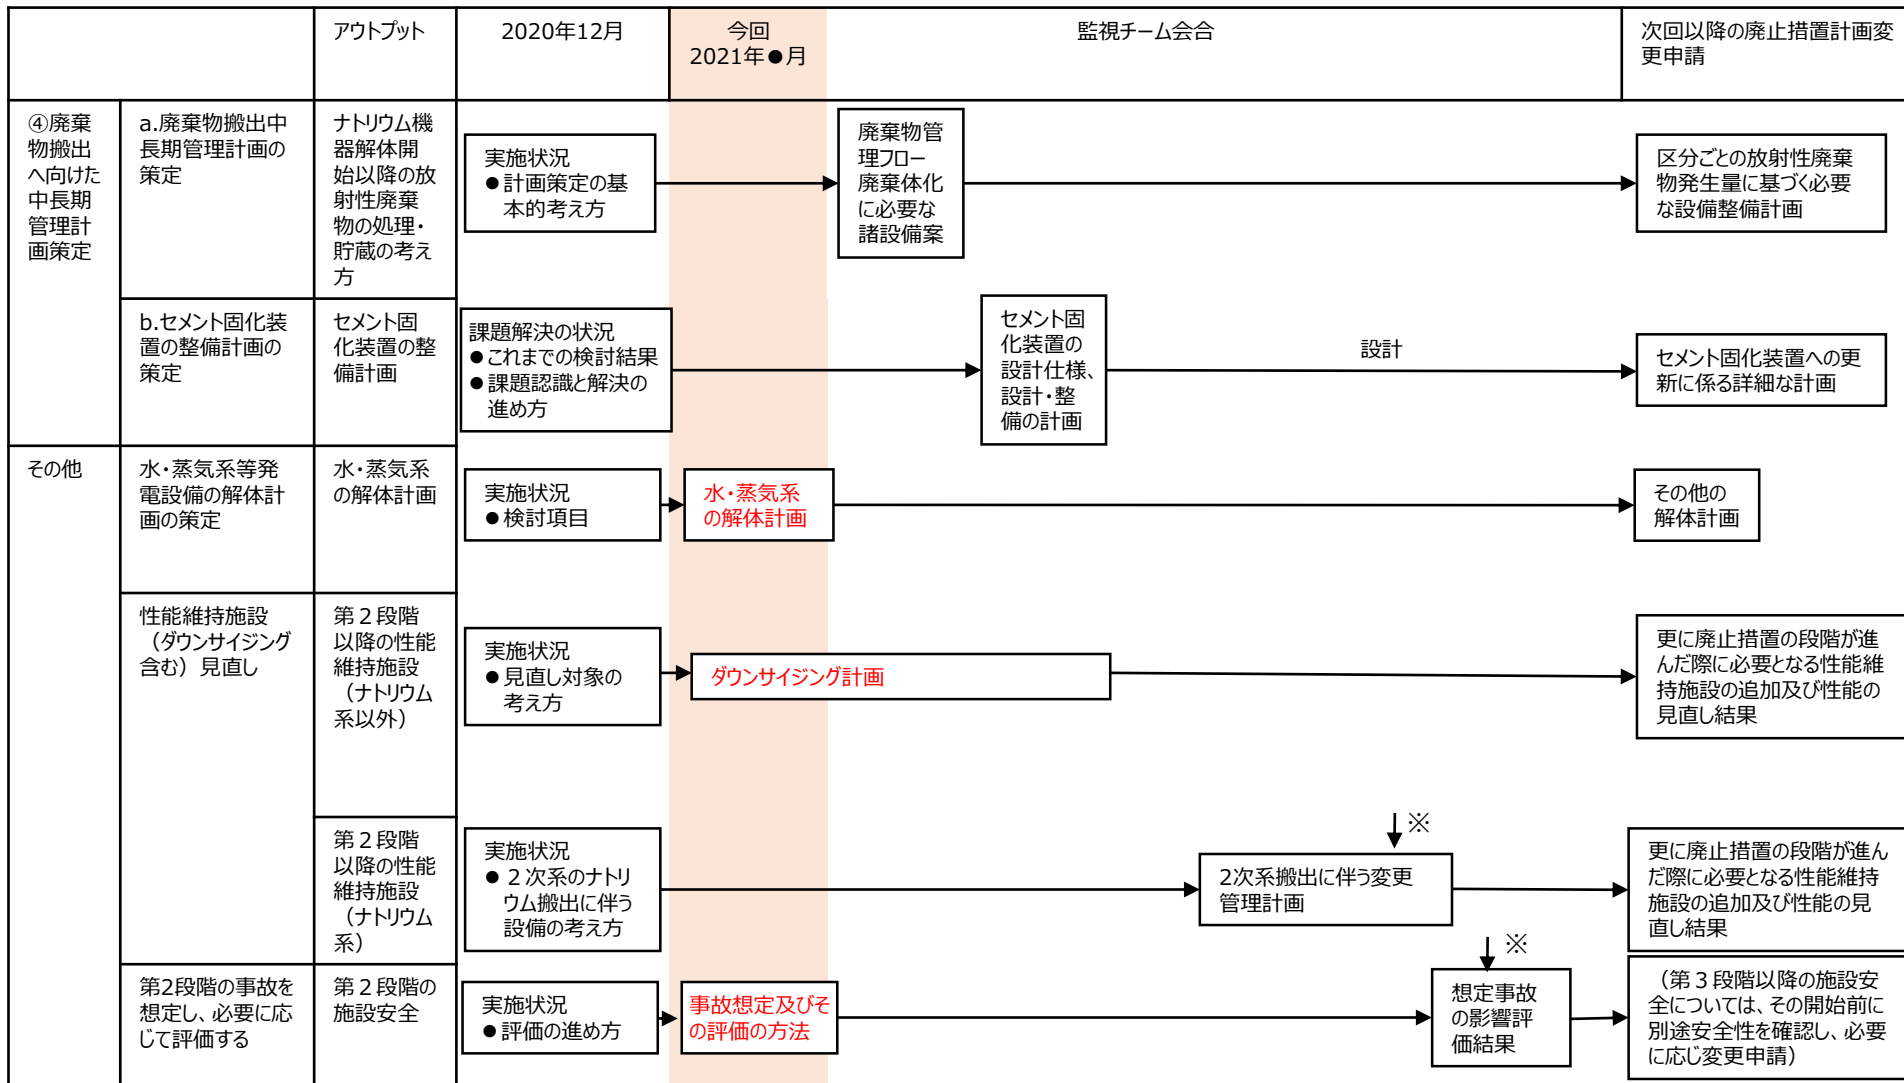 アウトプット
2020年12月
今回
2021年●月
監視チーム会合
次回以降の廃止措置計画変
更申請
④廃棄
物搬出
へ向けた
中長期
管理計
画策定
a.廃棄物搬出中
長期管理計画の
策定
ナトリウム機
器解体開
始以降の放
射性廃棄
物の処理・
貯蔵の考え
方
実施状況
●計画策定の基
本的考え方
廃棄物管
理フロー
廃棄体化
に必要な
諸設備案
区分ごとの放射性廃棄
物発生量に基づく必要
な設備整備計画
b.セメント固化装
置の整備計画の
策定
セメント固
化装置の整
備計画
課題解決の状況
●これまでの検討結果
●課題認識と解決の
進め方
セメント固
化装置の
設計仕様、
設計・整
備の計画
設計
セメント固化装置への更
新に係る詳細な計画
その他
水・蒸気系等発
電設備の解体計
画の策定
水・蒸気系
の解体計画
実施状況
●検討項目
水・蒸気系
の解体計画
その他の
解体計画
性能維持施設
（ダウンサイジング
含む）見直し
第２段階
以降の性能
維持施設
（ナトリウム
系以外）
実施状況
●見直し対象の
考え方
ダウンサイジング計画
更に廃止措置の段階が進
んだ際に必要となる性能維
持施設の追加及び性能の
見直し結果
第２段階
以降の性能
維持施設
（ナトリウム
系）
実施状況
● ２次系のナトリ
ウム搬出に伴う
設備の考え方
※
2次系搬出に伴う変更
管理計画
更に廃止措置の段階が進ん
だ際に必要となる性能維持
施設の追加及び性能の見
直し結果
第2段階の事故を
想定し、必要に応
じて評価する
第２段階の
施設安全
実施状況
●評価の進め方
事故想定及びそ
の評価の方法
※
想定事故
の影響評
価結果
（第３段階以降の施設安
全については、その開始前に
別途安全性を確認し、必要
に応じ変更申請）